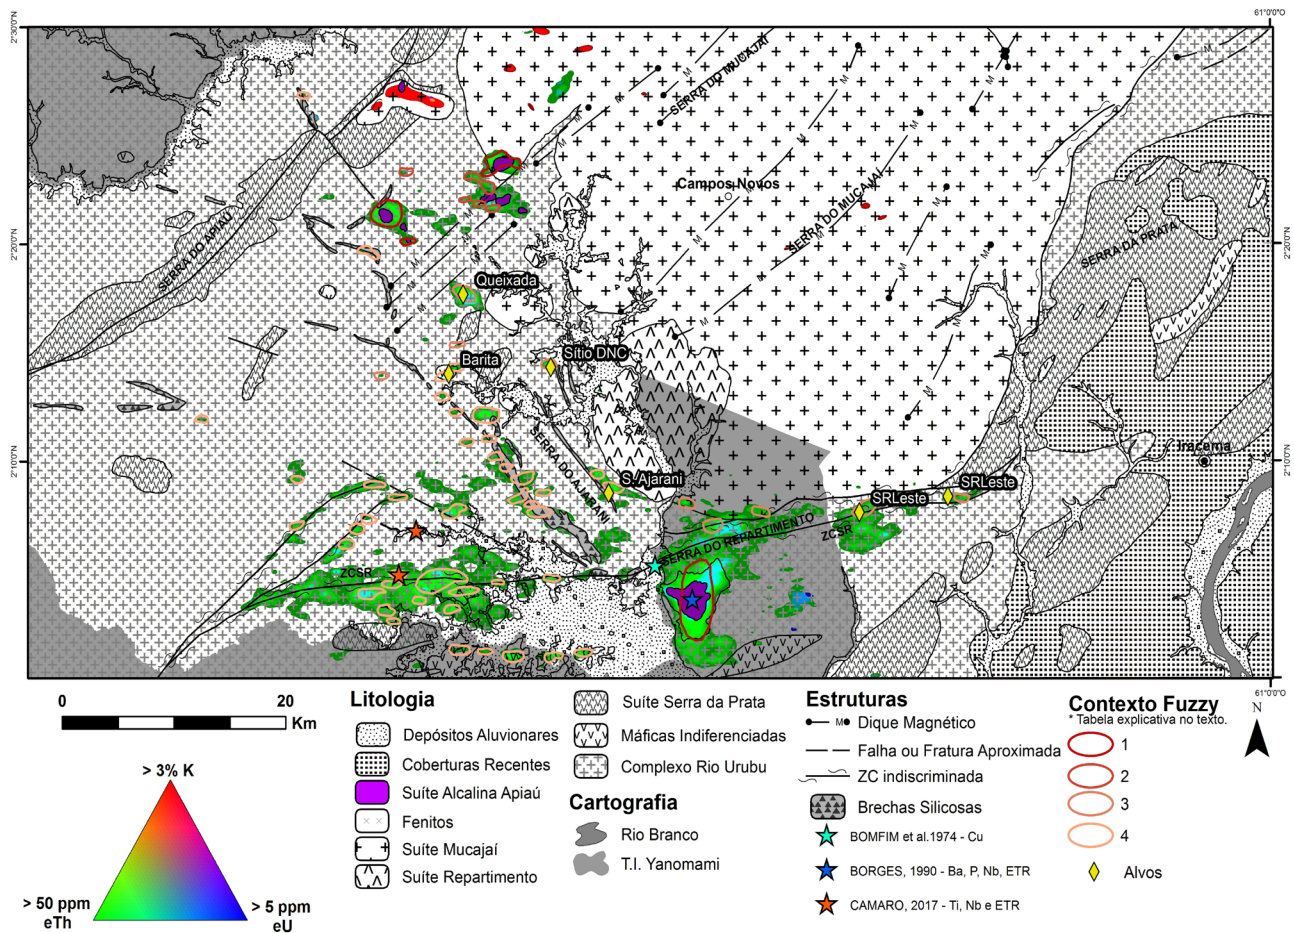 61°0'0"O
2°30'0"N
2°20'0"N
2°10'0"N
SERRA DO MUCAJAÍ
SERRA DO MUCAJAÍ
Campos Novos
SERRA DO APIAÚ
SERRA DA PRATA
Queixada
Barita
Sítio DNC
SERRA DO AJARANI
S. Ajarani
Iracema
SRLeste
SRLeste
SERRA DO REPARTIMENTO
ZCSR
ZCSR
2°20'0"N
2°10'0"N
61°0'0"O
0
20
Km
> 3% K
> 50 ppm
eTh
> 5 ppm
eU
Litologia
Depósitos Aluvionares
Coberturas Recentes
Suíte Alcalina Apiaú
Fenitos
Suíte Mucajaí
Suíte Repartimento
Suíte Serra da Prata
Máficas Indiferenciadas
Complexo Rio Urubu
Cartografia
Rio Branco
T.I. Yanomami
Estruturas
M
Dique Magnético
Falha ou Fratura Aproximada
ZC indiscriminada
Brechas Silicosas
BOMFIM et al.1974 - Cu
BORGES, 1990 - Ba, P, Nb, ETR
CAMARO, 2017 - Ti, Nb e ETR
Contexto Fuzzy
* Tabela explicativa no texto.
1
2
3
4
Alvos
N